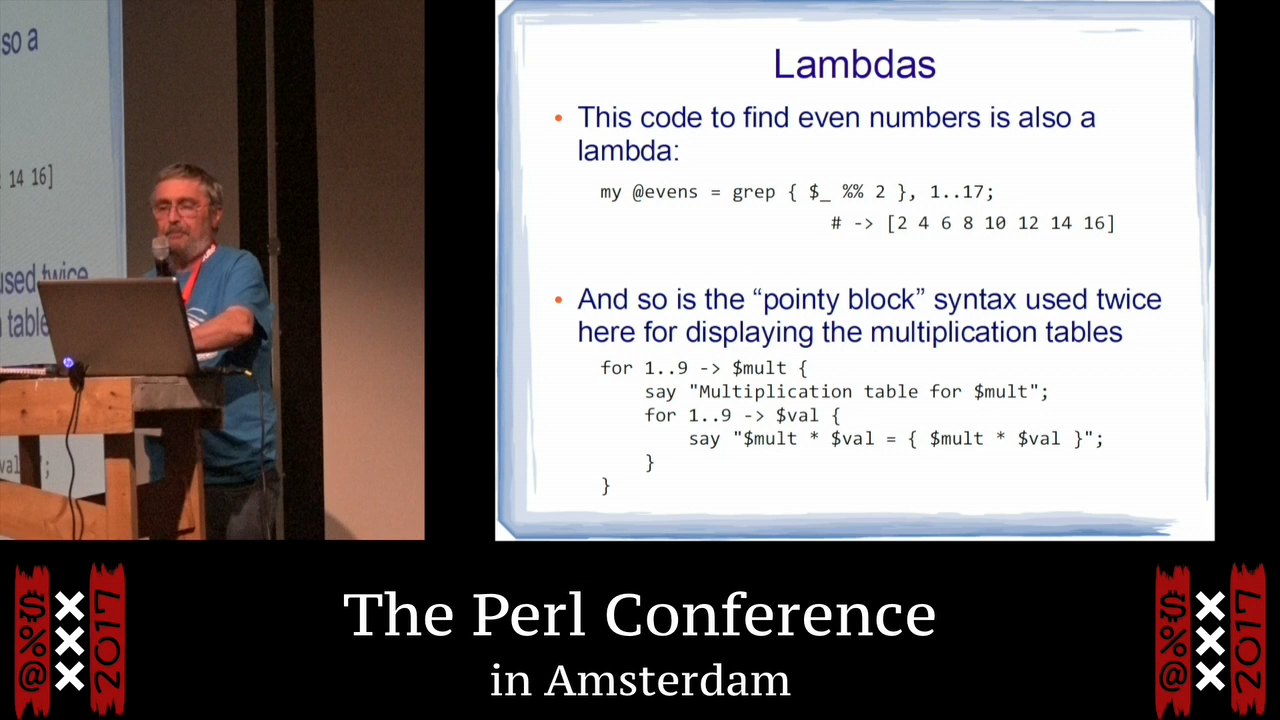 so a
14 16]
used twice
table
val
";
Lambdas
• This code to find even numbers is also a
lambda:
my @evens = grep { $_ %% 2 }, 1..17;
# -> [2 4 6 8 10 12 14 16]
• And so is the “pointy block” syntax used twice
here for displaying the multiplication tables
for 1..9 -> $mult {
say "Multiplication table for $mult";
for 1..9 -> $val {
say "$mult * $val = { $mult * $val }";
}
}
The Perl Conference
in Amsterdam
@%$
XXX
2017
@%$
XXX
2017